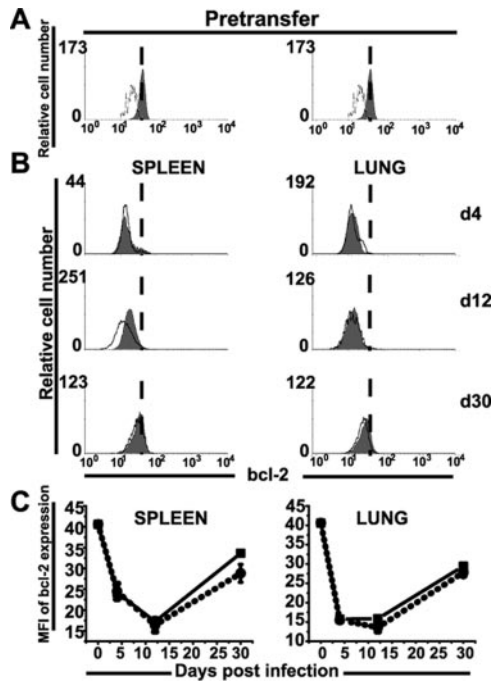 A
Pretransfer
Relative cell number
173
0
10⁰ 10¹ 10² 10³ 10⁴
173
0
10⁰ 10¹ 10² 10³ 10⁴
B
SPLEEN
LUNG
Relative cell number
44
0
192
0
d4
251
0
126
0
d12
123
0
122
0
d30
10⁰ 10¹ 10² 10³ 10⁴
10⁰ 10¹ 10² 10³ 10⁴
bcl-2
C
MFI of bcl-2 expression
SPLEEN
45
40
35
30
25
20
15
0 5 10 15 20 25 30
LUNG
45
40
35
30
25
20
15
10
0 5 10 15 20 25 30
Days post infection